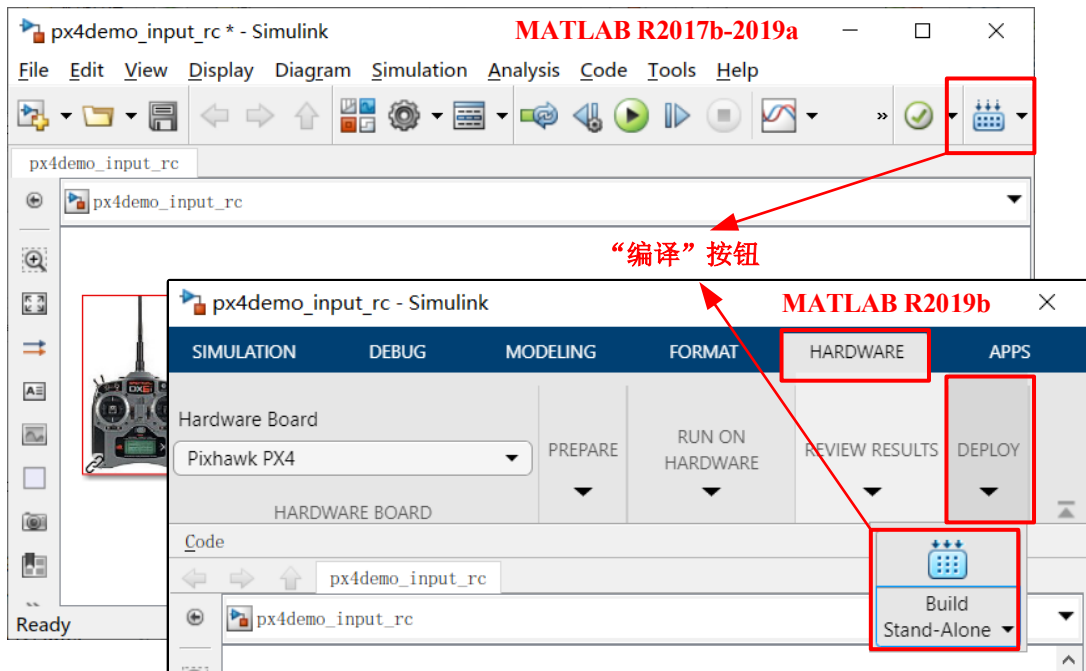 px4demo_input_rc * - Simulink
MATLAB R2017b-2019a
File Edit View Display Diagram Simulation Analysis Code Tools Help
»
px4demo_input_rc
px4demo_input_rc
“编译”按钮
px4demo_input_rc - Simulink
MATLAB R2019b
SIMULATION DEBUG MODELING FORMAT HARDWARE APPS
Hardware Board
Pixhawk PX4
PREPARE
RUN ON
HARDWARE
REVIEW RESULTS
DEPLOY
HARDWARE BOARD
Code
px4demo_input_rc
px4demo_input_rc
Build
Stand-Alone
Ready